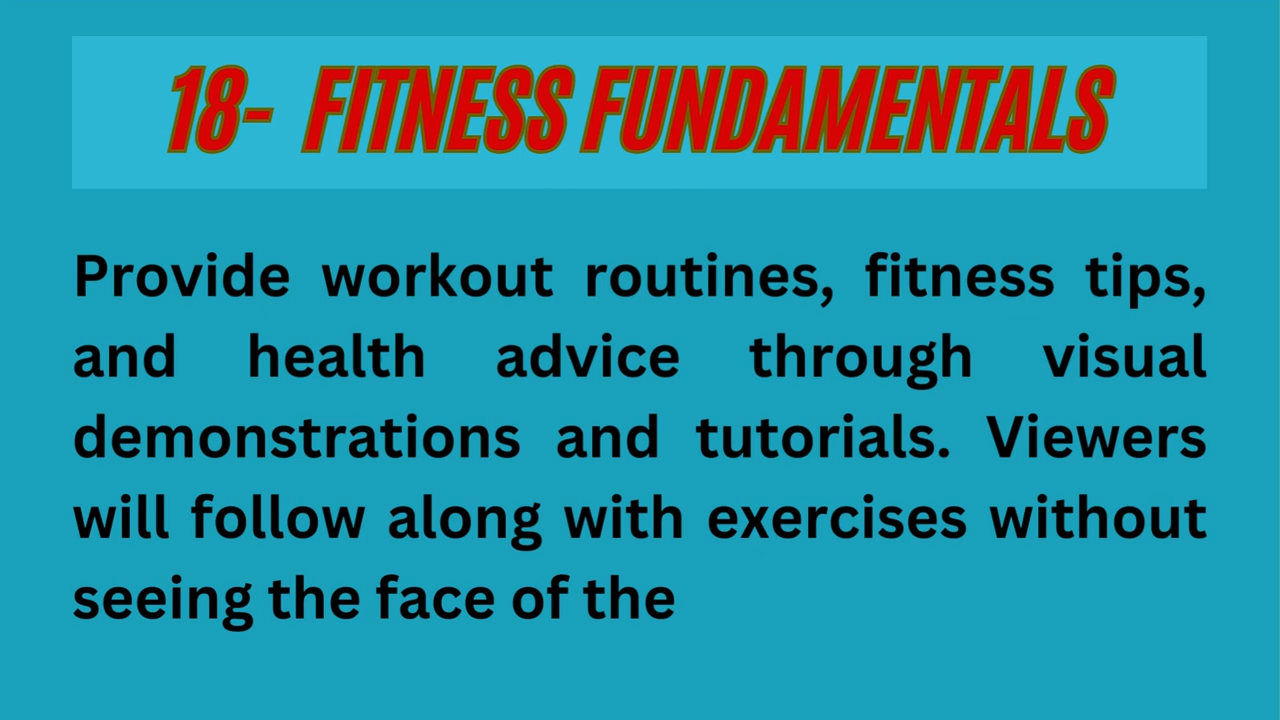 18- FITNESS FUNDAMENTALS
Provide workout routines, fitness tips,
and health advice through visual
demonstrations and tutorials. Viewers
will follow along with exercises without
seeing the face of the